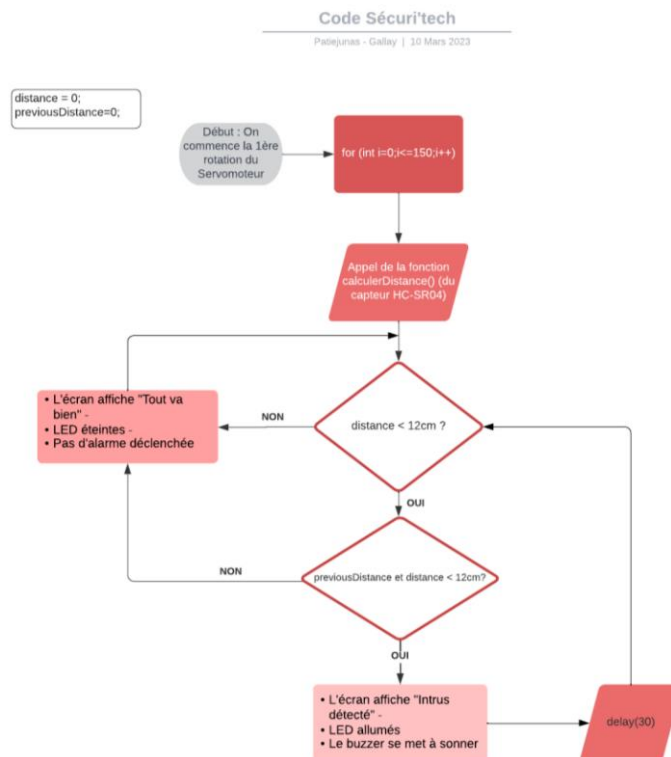 Code Sécuri'tech
Patiejunas - Gallay | 10 Mars 2023
distance = 0;
previousDistance=0;
Début : On
commence la 1ère
rotation du
Servomoteur
for (int i=0;i<=150;i++)
Appel de la fonction
calculerDistance() (du
capteur HC-SR04)
• L'écran affiche "Tout va
bien" -
• LED éteintes -
• Pas d'alarme déclenchée
NON
distance < 12cm ?
OUI
NON
previousDistance et distance < 12cm?
OUI
• L'écran affiche "Intrus
détecté" -
• LED allumés
• Le buzzer se met à sonner
delay(30)